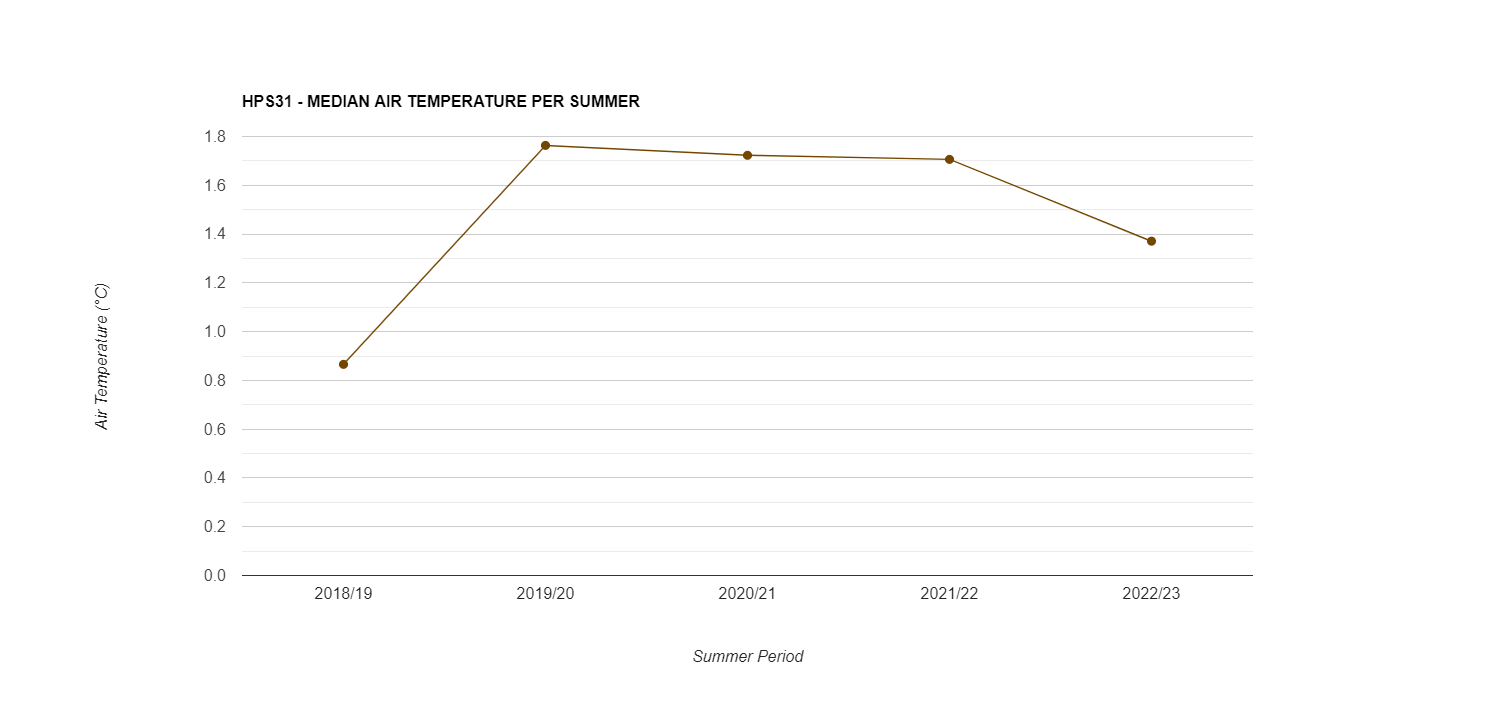 HPS31 - MEDIAN AIR TEMPERATURE PER SUMMER
1.8
1.6
1.4
1.2
1.0
0.8
0.6
0.4
0.2
0.0
Air Temperature (°C)
2018/19 2019/20 2020/21 2021/22 2022/23
Summer Period